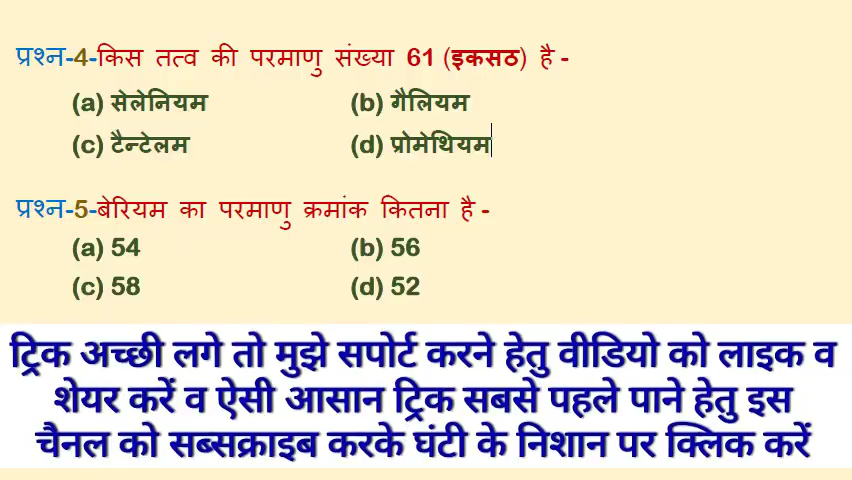 प्रश्न-4-किस तत्व की परमाणु संख्या 61 (इकसठ) है -
(a) सेलेनियम (b) गैलियम
(c) टैन्टेलम (d) प्रोमेथियम
प्रश्न-5-बेरियम का परमाणु क्रमांक कितना है -
(a) 54 (b) 56
(c) 58 (d) 52
ट्रिक अच्छी लगे तो मुझे सपोर्ट करने हेतु वीडियो को लाइक व
शेयर करें व ऐसी आसान ट्रिक सबसे पहले पाने हेतु इस
चैनल को सब्सक्राइब करके घंटी के निशान पर क्लिक करें